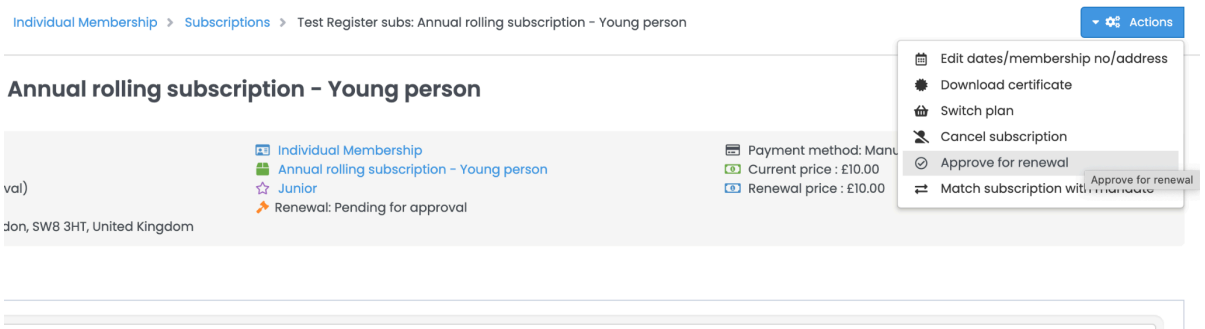 Individual Membership > Subscriptions > Test Register subs: Annual rolling subscription - Young person
Actions
Edit dates/membership no/address
Download certificate
Switch plan
Cancel subscription
Approve for renewal
Match subscription with mandate
Approve for renewal
Annual rolling subscription - Young person
val)
don, SW8 3HT, United Kingdom
Individual Membership
Annual rolling subscription - Young person
Junior
Renewal: Pending for approval
Payment method: Manu
Current price : £10.00
Renewal price : £10.00